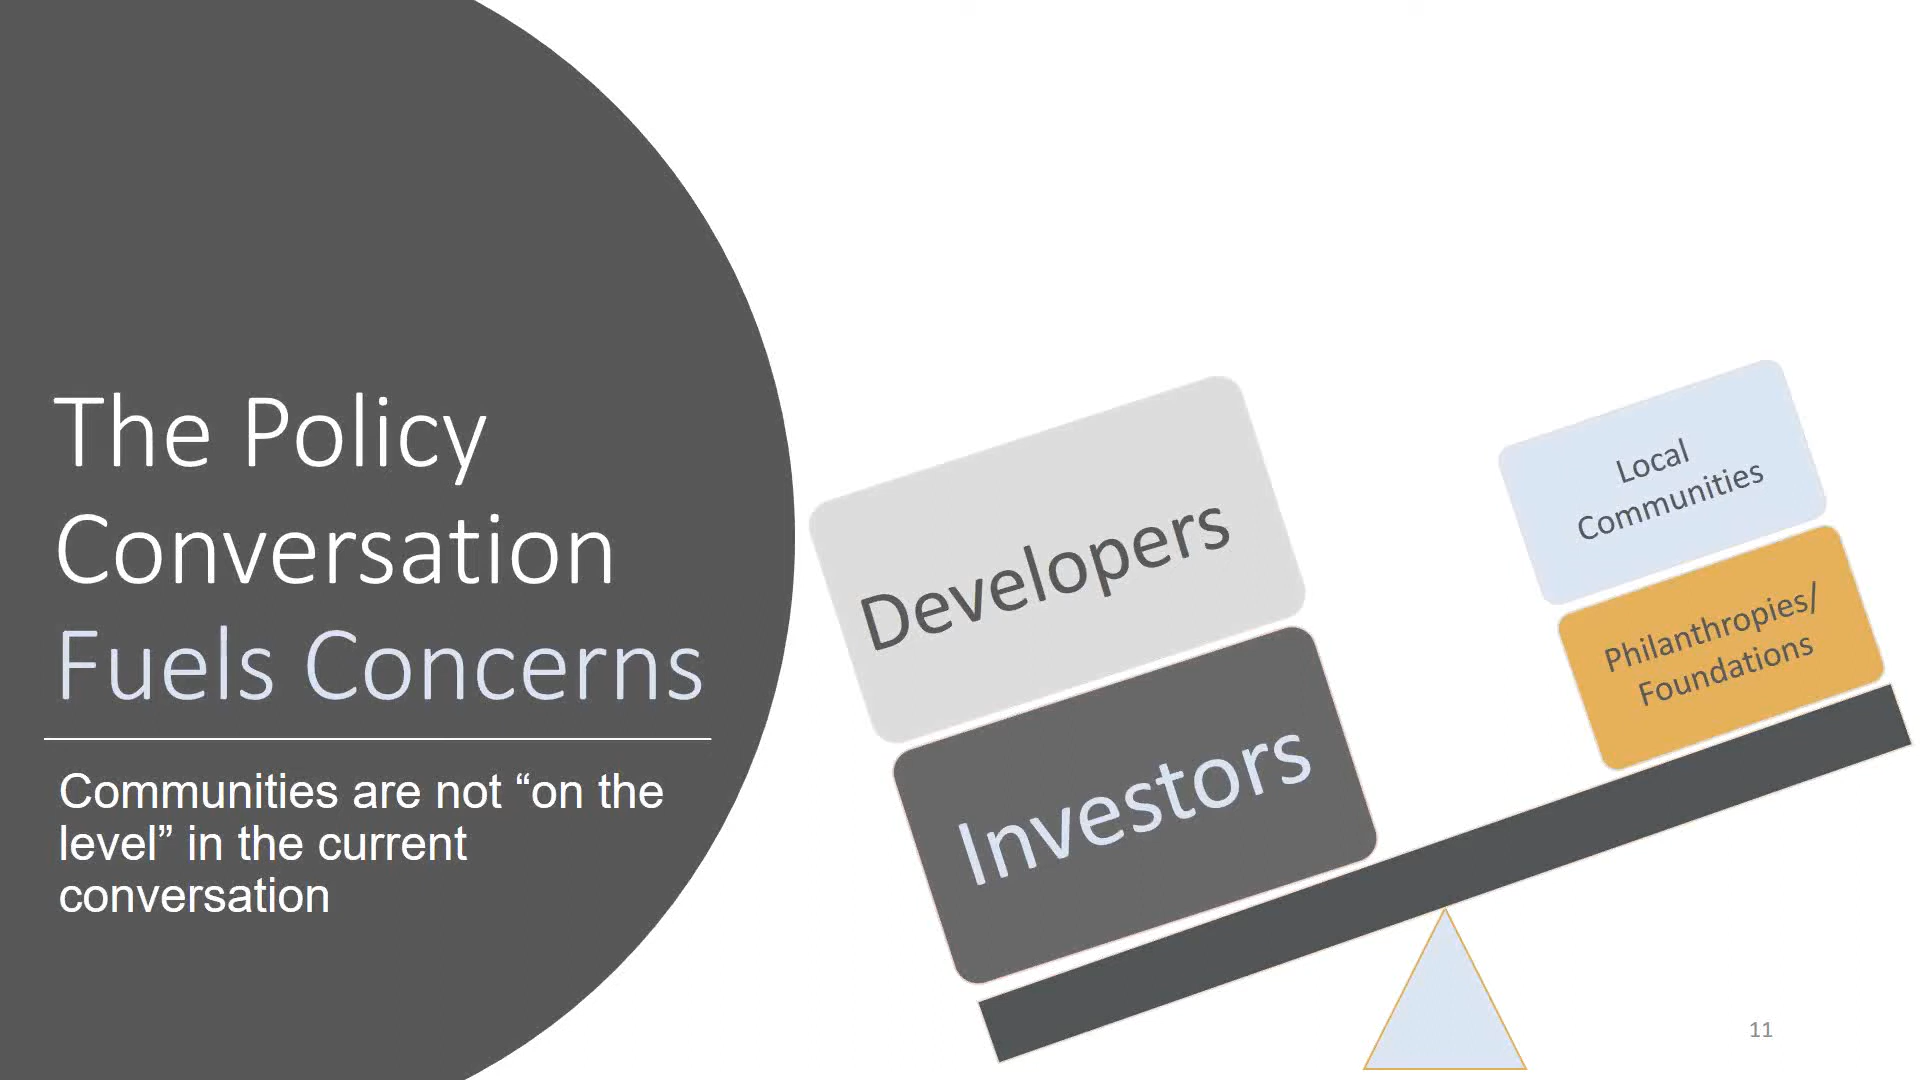 The Policy
Conversation
Fuels Concerns
Communities are not “on the
level” in the current
conversation
Developers
Investors
Local
Communities
Philanthropies/
Foundations
11